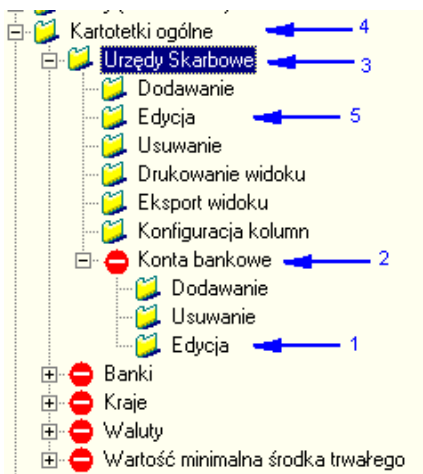 Kartotetki ogólne 4
Urzędy Skarbowe 3
Dodawanie
Edycja 5
Usuwanie
Drukowanie widoku
Eksport widoku
Konfiguracja kolumn
Konta bankowe 2
Dodawanie
Usuwanie
Edycja 1
Banki
Kraje
Waluty
Wartość minimalna środka trwałego